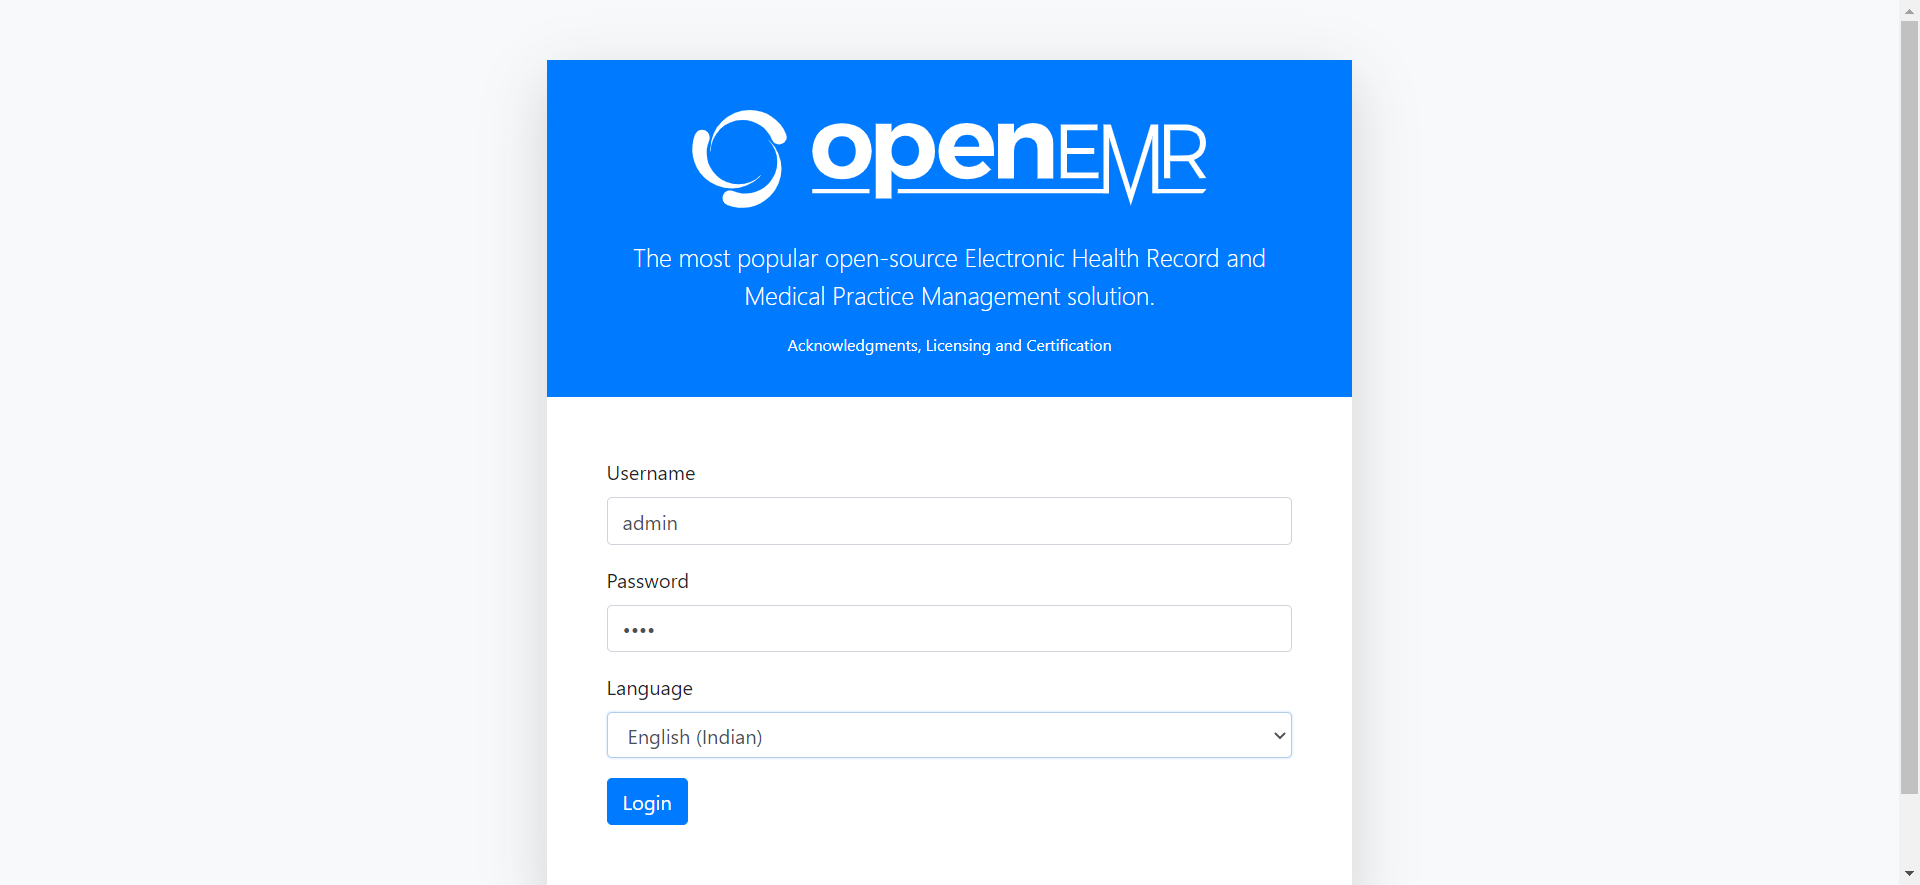 openEMR
The most popular open-source Electronic Health Record and
Medical Practice Management solution.
Acknowledgments, Licensing and Certification
Username
admin
Password
••••
Language
English (Indian)
Login